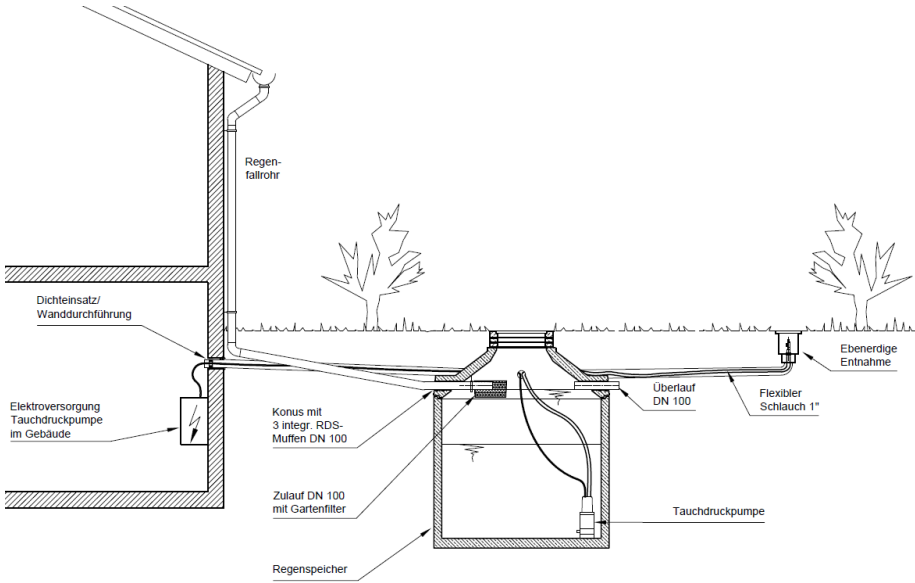 Regen-
fallrohr
Dichteinsatz/
Wanddurchführung
Elektroversorgung
Tauchdruckpumpe
im Gebäude
Konus mit
3 integr. RDS-
Muffen DN 100
Zulauf DN 100
mit Gartenfilter
Regenspeicher
Überlauf
DN 100
Flexibler
Schlauch 1"
Ebenerdige
Entnahme
Tauchdruckpumpe